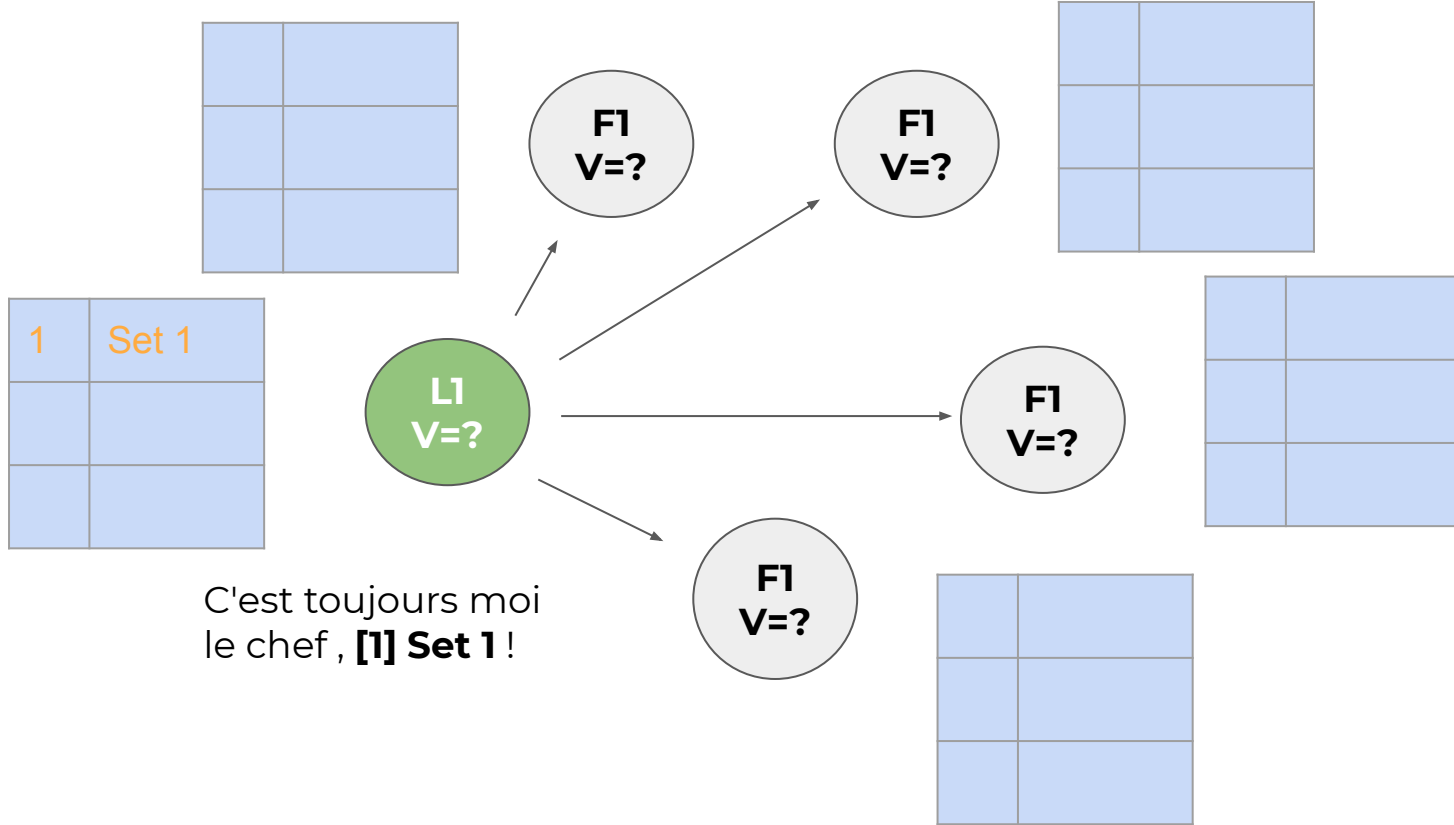 F1
V=?
F1
V=?
1 Set 1
L1
V=?
F1
V=?
F1
V=?
C'est toujours moi
le chef , [1] Set 1 !